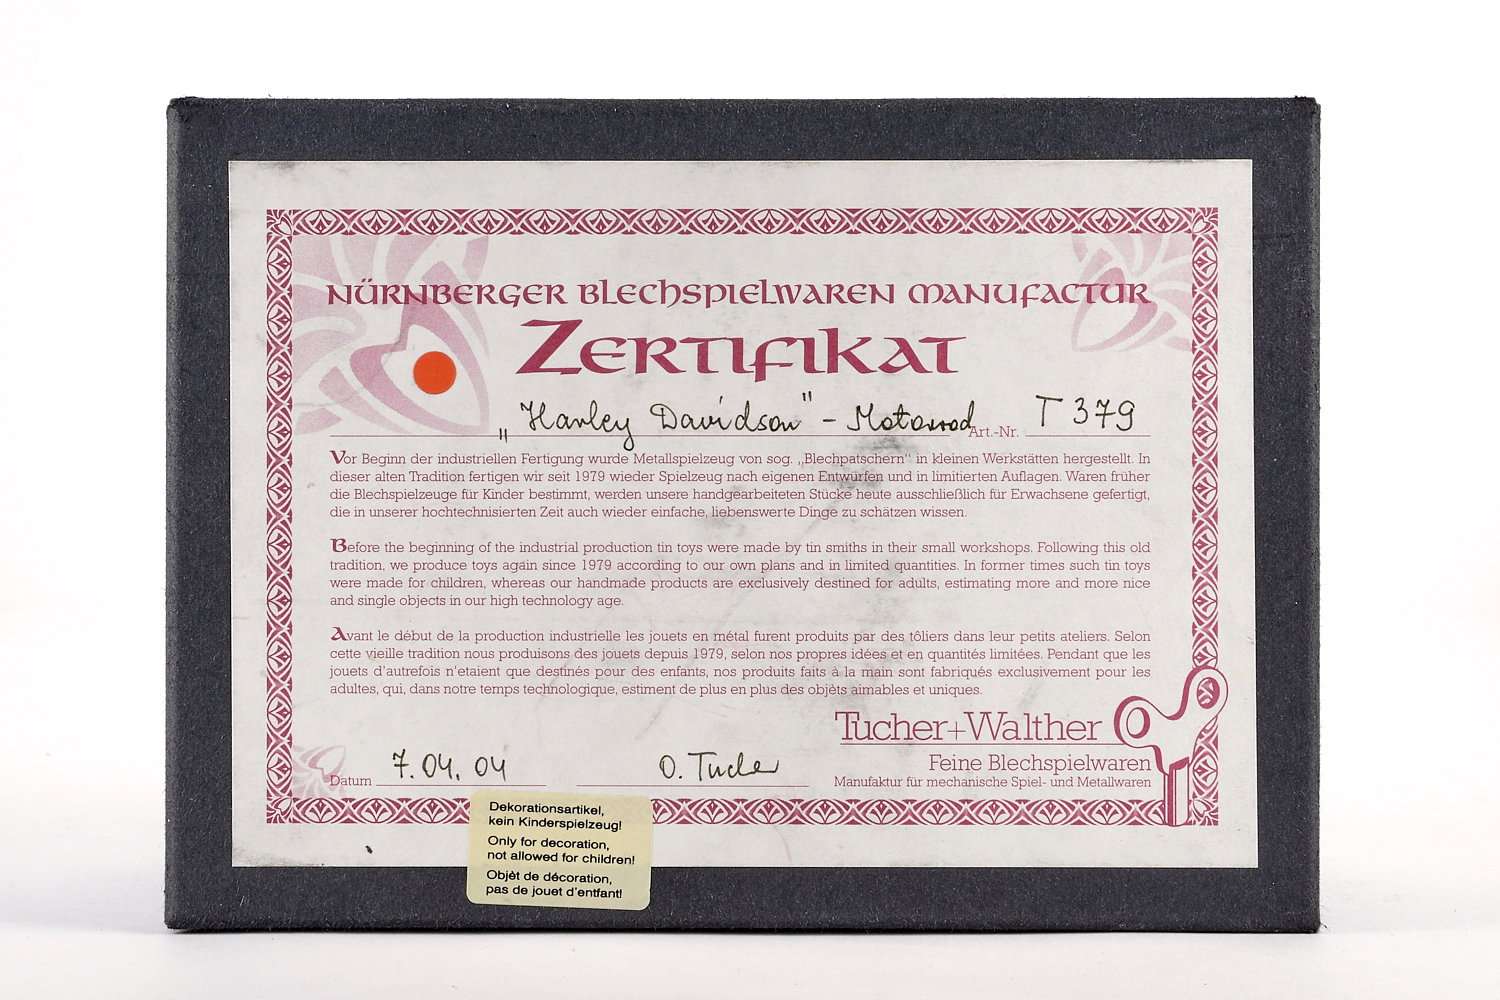 NÜRNBERGER BLECHSPIELWAREN MANUFACTUR
ZERTIFIKAT
„Harley Davidson" - Motorrad Art.-Nr. T 379
Vor Beginn der industriellen Fertigung wurde Metallspielzeug von sog. „Blechpatschern" in kleinen Werkstätten hergestellt. In
dieser alten Tradition fertigen wir seit 1979 wieder Spielzeug nach eigenen Entwürfen und in limitierten Auflagen. Waren früher
die Blechspielzeuge für Kinder bestimmt, werden unsere handgearbeiteten Stücke heute ausschließlich für Erwachsene gefertigt,
die in unserer hochtechnisierten Zeit auch wieder einfache, liebenswerte Dinge zu schätzen wissen.
Before the beginning of the industrial production tin toys were made by tin smiths in their small workshops. Following this old
tradition, we produce toys again since 1979 according to our own plans and in limited quantities. In former times such tin toys
were made for children, whereas our handmade products are exclusively destined for adults, estimating more and more nice
and single objects in our high technology age.
Avant le début de la production industrielle les jouets en métal furent produits par des tôliers dans leur petits ateliers. Selon
cette vieille tradition nous produisons des jouets depuis 1979, selon nos propres idées et en quantités limitées. Pendant que les
jouets d'autrefois n'etaient que destinés pour des enfants, nos produits faits à la main sont fabriqués exclusivement pour les
adultes, qui, dans notre temps technologique, estiment de plus en plus des objèts aimables et uniques.
Tucher+Walther
Feine Blechspielwaren
Manufaktur für mechanische Spiel- und Metallwaren
Datum 7.04.04 O. Tucher
Dekorationsartikel,
kein Kinderspielzeug!
Only for decoration,
not allowed for children!
Objèt de décoration,
pas de jouet d'entfant!